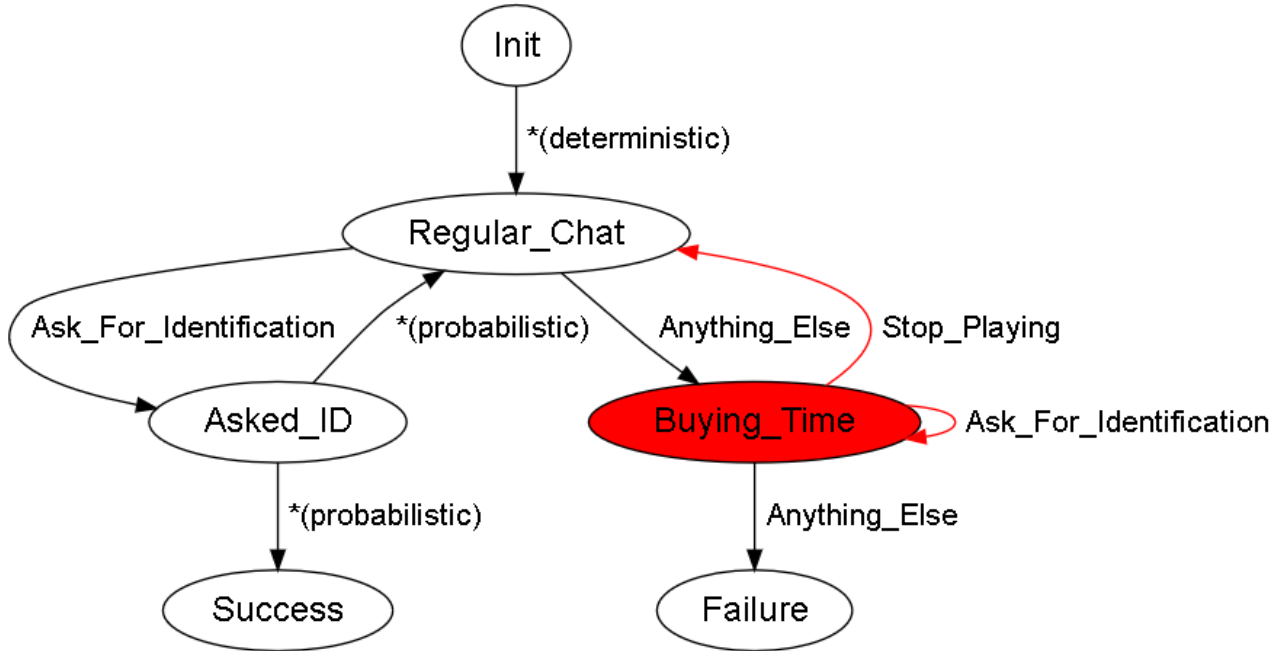 Init
*(deterministic)
Regular_Chat
Ask_For_Identification
*(probabilistic)
Anything_Else
Stop_Playing
Asked_ID
Buying_Time
Ask_For_Identification
*(probabilistic)
Anything_Else
Success
Failure